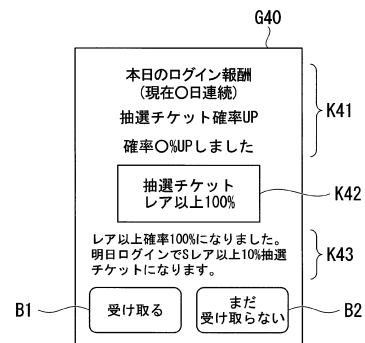 G40
本日のログイン報酬
(現在〇日連続)
抽選チケット確率UP
確率〇%UPしました
K41
抽選チケット
レア以上100%
K42
レア以上確率100%になりました。
明日ログインでSレア以上10%抽選
チケットになります。
K43
B1
受け取る
まだ
受け取らない
B2